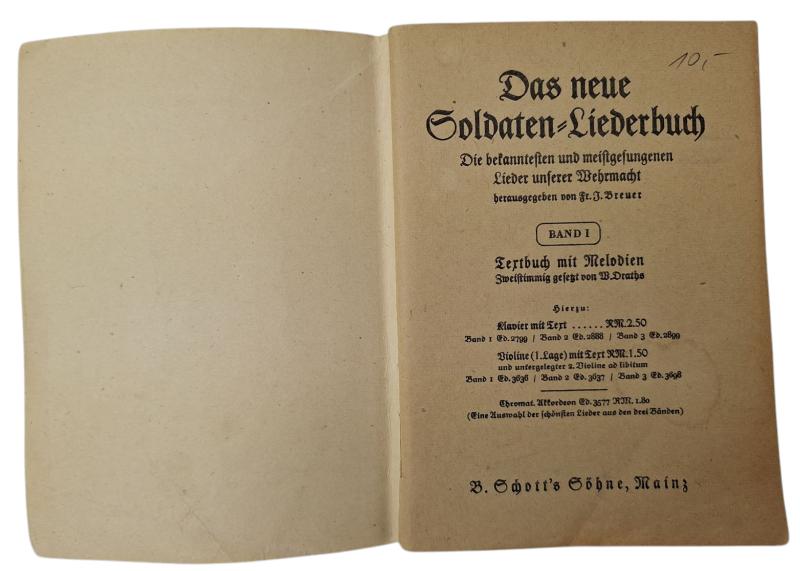 10,-
Das neue
Soldaten-Liederbuch
Die bekanntesten und meistgesungenen
Lieder unserer Wehrmacht
herausgegeben von Fr. J. Breuer
BAND I
Textbuch mit Melodien
Zweistimmig gesetzt von W. Draths
Hierzu:
Klavier mit Text ...... RM. 2.50
Band 1 Ed. 2799 / Band 2 Ed. 2888 / Band 3 Ed. 2899
Violine (1. Lage) mit Text RM. 1.50
und untergelegter 2. Violine ad libitum
Band 1 Ed. 3636 / Band 2 Ed. 3637 / Band 3 Ed. 3698
Chromat. Akkordeon Ed. 3577 RM. 1.80
(Eine Auswahl der schönsten Lieder aus den drei Bänden)
B. Schott's Söhne, Mainz